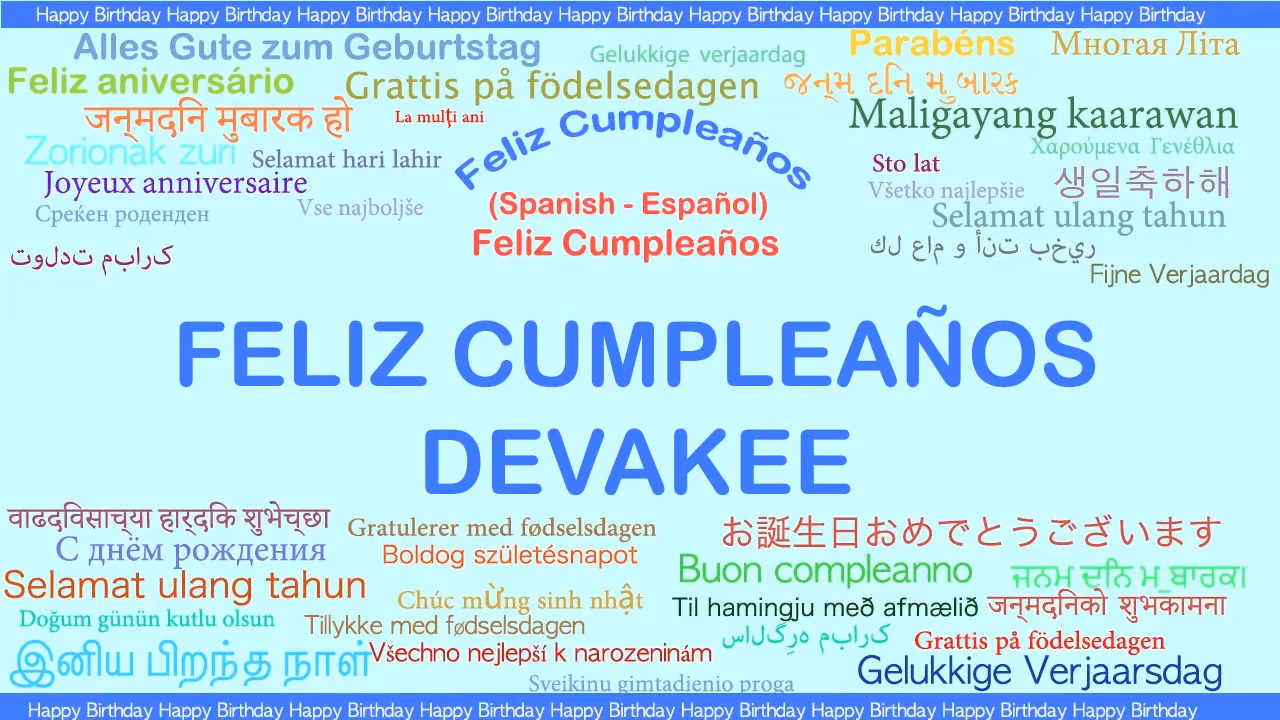 Happy Birthday Happy Birthday Happy Birthday Happy Birthday Happy Birthday Happy Birthday Happy Birthday Happy Birthday Happy Birthday
Alles Gute zum Geburtstag
Gelukkige verjaardag
Parabéns
Многая Літа
Feliz aniversário
Grattis på födelsedagen
જન્મ દિન મુબારક
जन्मदिन मुबारक हो
La mulţi ani
Feliz Cumpleaños
Maligayang kaarawan
Zorionak zuri
Selamat hari lahir
Χαρούμενα Γενέθλια
Sto lat
Joyeux anniversaire
(Spanish - Español)
Všetko najlepšie
생일축하해
Среќен роденден
Vse najboljše
Selamat ulang tahun
Feliz Cumpleaños
تولدت مبارک
كل عام و أنت بخير
Fijne Verjaardag
FELIZ CUMPLEAÑOS
DEVAKEE
वाढदिवसाच्या हार्दिक शुभेच्छा
Gratulerer med fødselsdagen
お誕生日おめでとうございます
С днём рождения
Boldog születésnapot
Buon compleanno
ਜਨਮ ਦਿਨ ਮੁਬਾਰਕ।
Selamat ulang tahun
Chúc mừng sinh nhật
Til hamingju með afmælið
जन्मदिनको शुभकामना
Doğum günün kutlu olsun
Tillykke med fødselsdagen
سالگرہ مبارک
Grattis på födelsedagen
இனிய பிறந்த நாள்
Všechno nejlepší k narozeninám
Gelukkige Verjaarsdag
Sveikinu gimtadienio proga
Happy Birthday Happy Birthday Happy Birthday Happy Birthday Happy Birthday Happy Birthday Happy Birthday Happy Birthday Happy Birthday